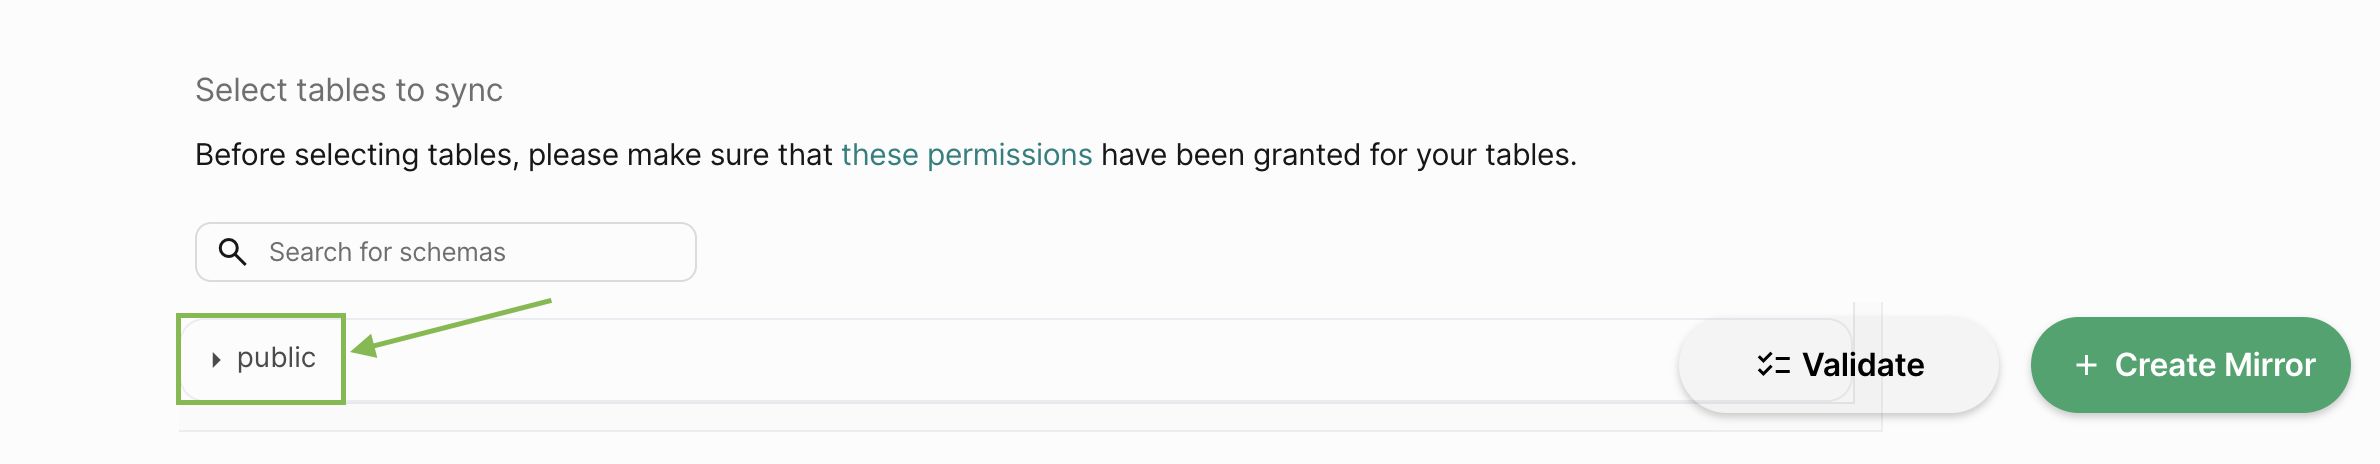 Select tables to sync
Before selecting tables, please make sure that these permissions have been granted for your tables.
Search for schemas
public
Validate
+ Create Mirror